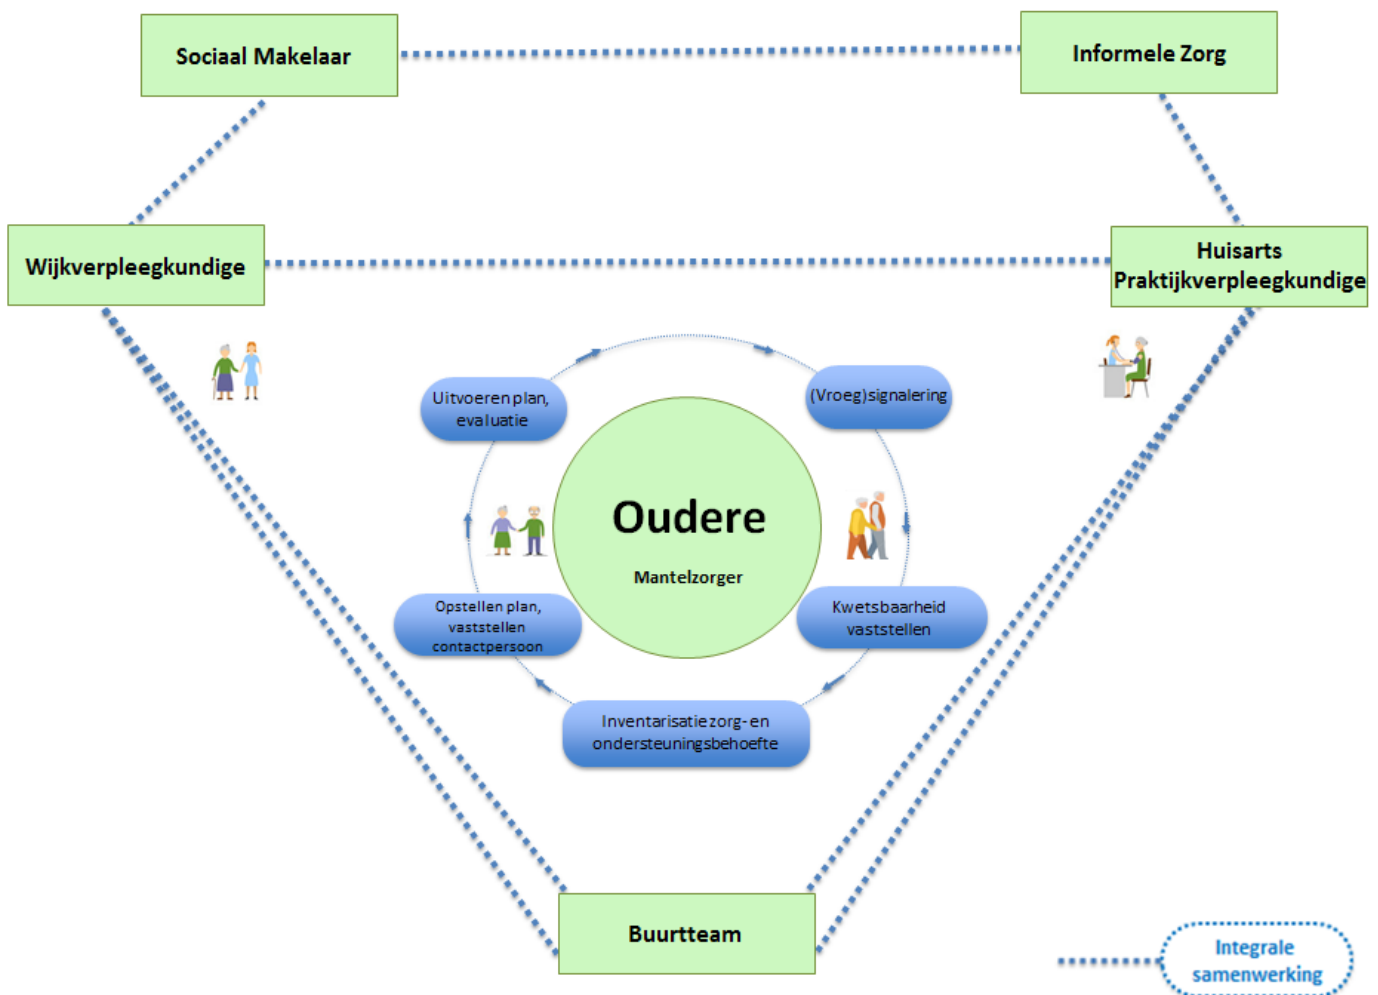 Sociaal Makelaar
Informele Zorg
Wijkverpleegkundige
Huisarts
Praktijkverpleegkundige
Uitvoeren plan,
evaluatie
(Vroeg)signalering
Oudere
Mantelzorger
Opstellen plan,
vaststellen
contactpersoon
Kwetsbaarheid
vaststellen
Inventarisatie zorg- en
ondersteuningsbehoefte
Buurtteam
Integrale
samenwerking